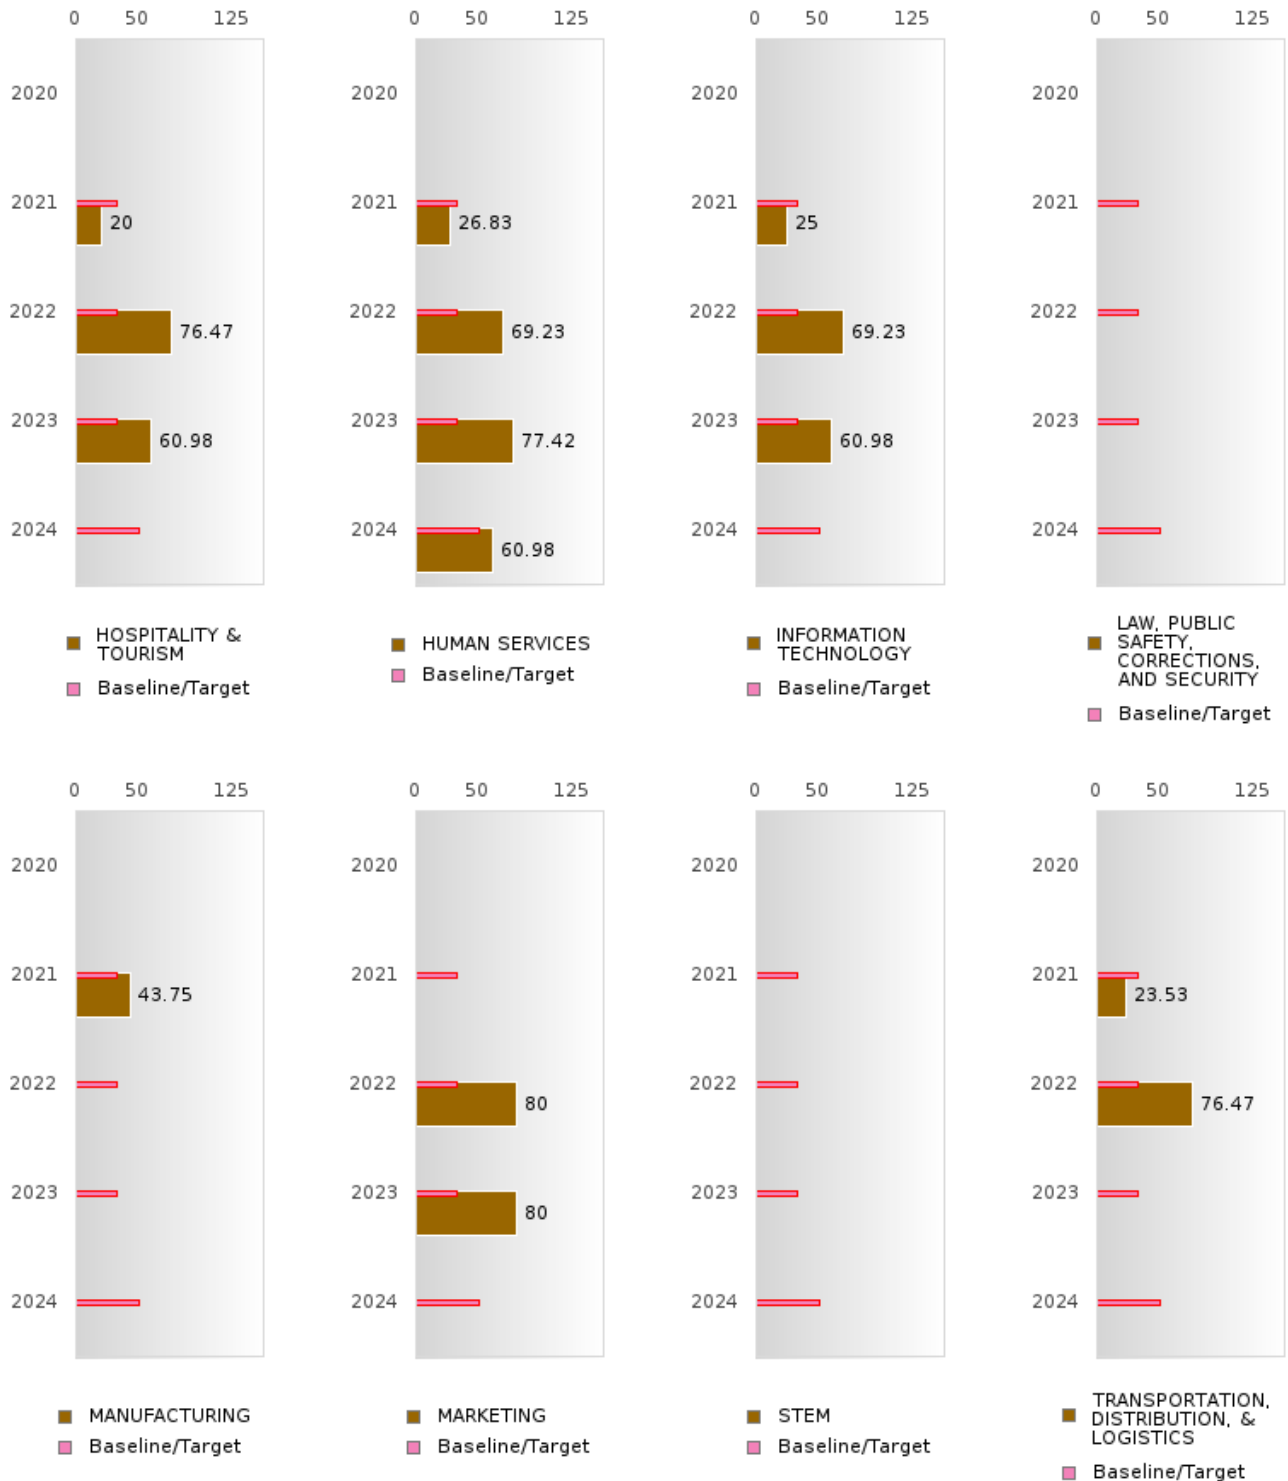 0 50 125
2020
2021
20
2022
76.47
2023
60.98
2024
HOSPITALITY &
TOURISM
Baseline/Target
0 50 125
2020
2021
26.83
2022
69.23
2023
77.42
2024
60.98
HUMAN SERVICES
Baseline/Target
0 50 125
2020
2021
25
2022
69.23
2023
60.98
2024
INFORMATION
TECHNOLOGY
Baseline/Target
0 50 125
2020
2021
2022
2023
2024
LAW, PUBLIC
SAFETY,
CORRECTIONS,
AND SECURITY
Baseline/Target
0 50 125
2020
2021
43.75
2022
2023
2024
MANUFACTURING
Baseline/Target
0 50 125
2020
2021
2022
80
2023
80
2024
MARKETING
Baseline/Target
0 50 125
2020
2021
2022
2023
2024
STEM
Baseline/Target
0 50 125
2020
2021
23.53
2022
76.47
2023
2024
TRANSPORTATION,
DISTRIBUTION, &
LOGISTICS
Baseline/Target